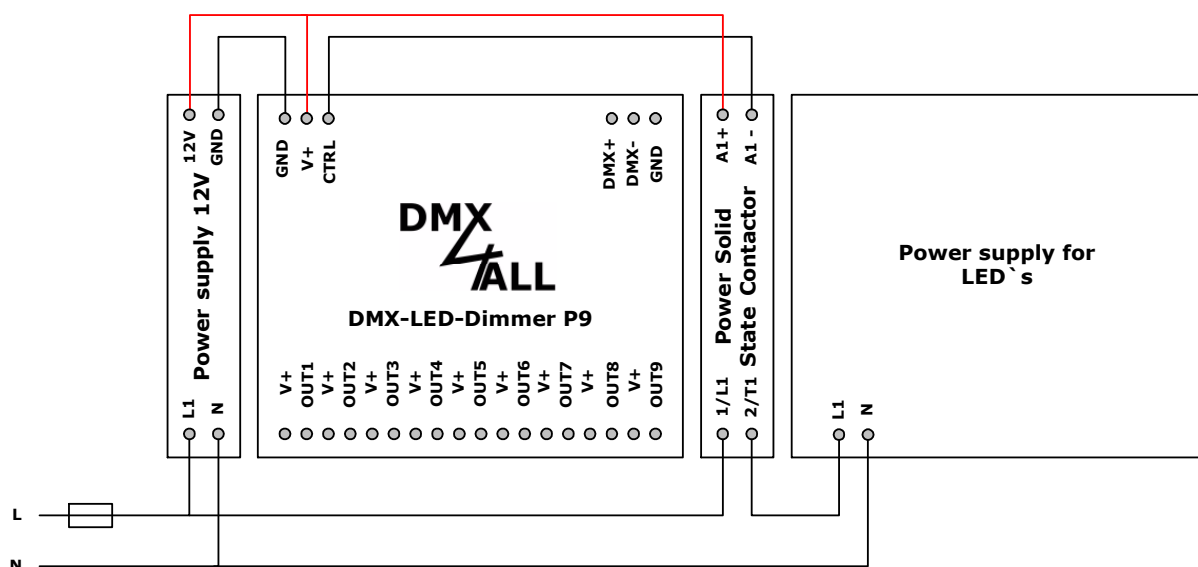 12V
GND
Power supply 12V
L1
N
GND
V+
CTRL
DMX+
DMX-
GND
DMX
4ALL
DMX-LED-Dimmer P9
V+
OUT1
V+
OUT2
V+
OUT3
V+
OUT4
V+
OUT5
V+
OUT6
V+
OUT7
V+
OUT8
V+
OUT9
A1+
A1 -
Power Solid
State Contactor
1/L1
2/T1
Power supply for
LED`s
L1
N
L
N